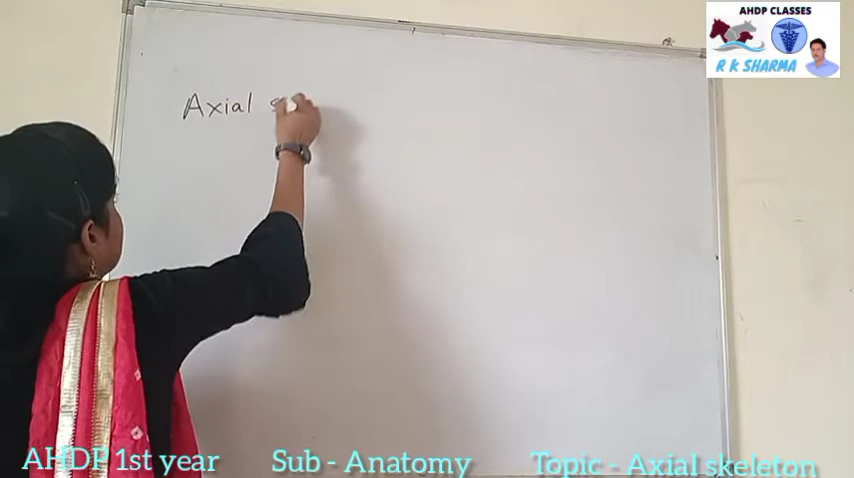 AHDP CLASSES
R K SHARMA
Axial s
AHDP 1st year Sub - Anatomy Topic - Axial skeleton